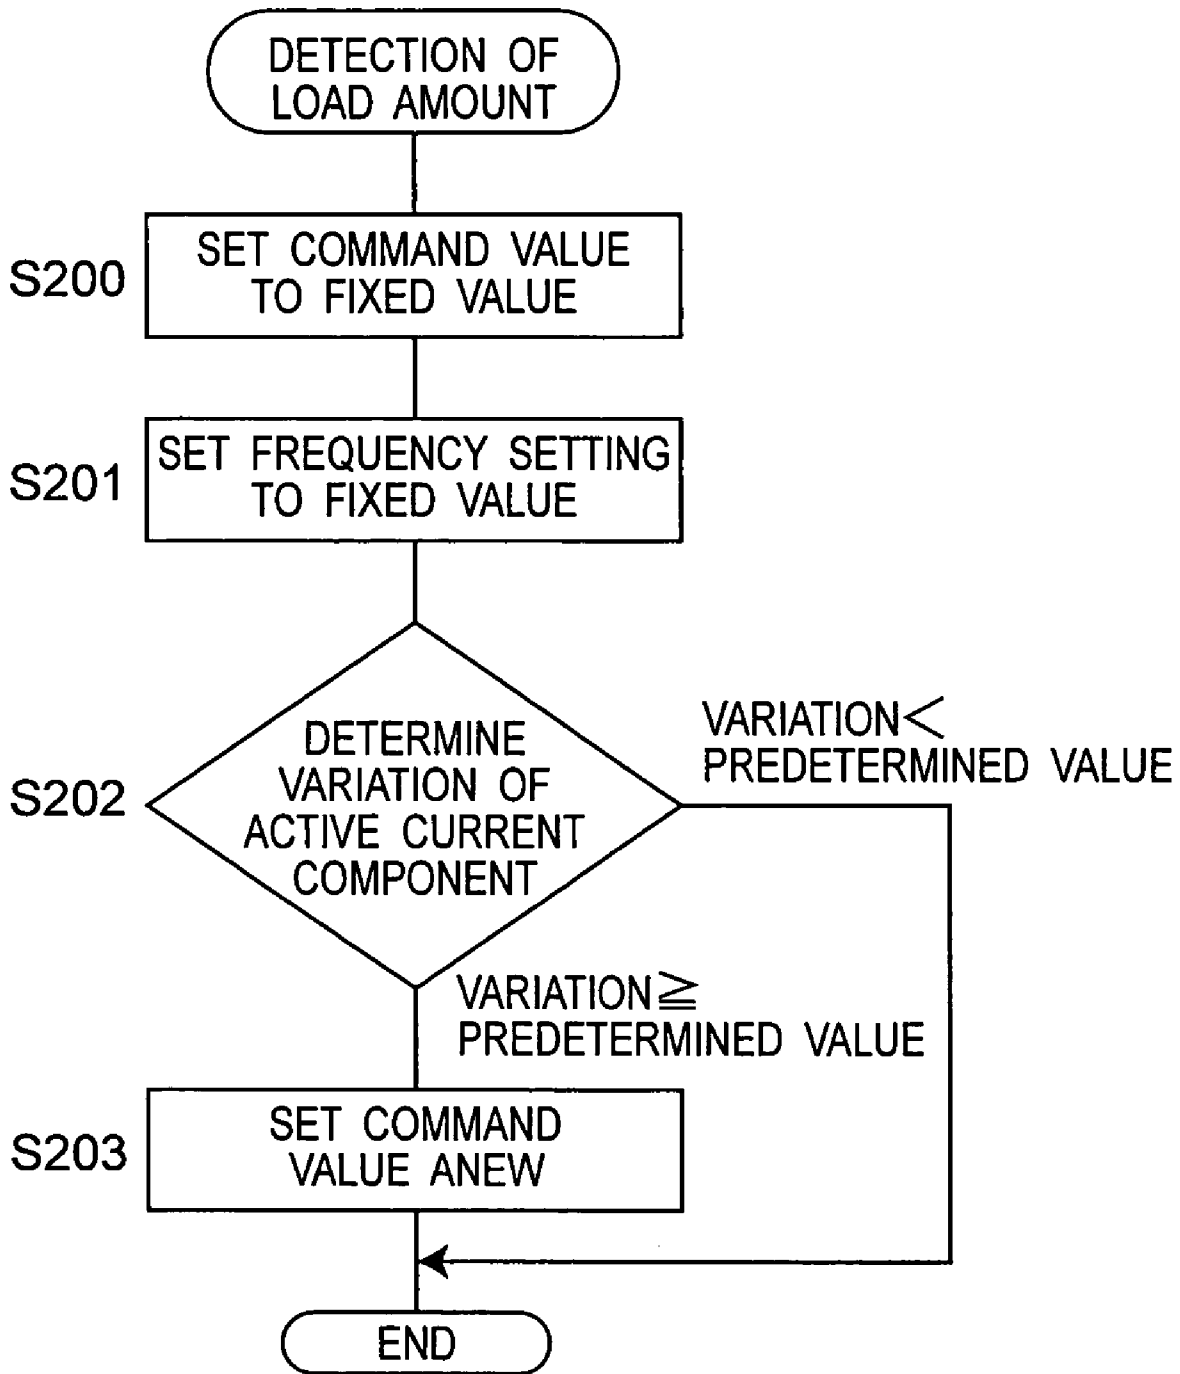 DETECTION OF
LOAD AMOUNT
S200
SET COMMAND VALUE
TO FIXED VALUE
S201
SET FREQUENCY SETTING
TO FIXED VALUE
S202
DETERMINE
VARIATION OF
ACTIVE CURRENT
COMPONENT
VARIATION<
PREDETERMINED VALUE
VARIATION≧
PREDETERMINED VALUE
S203
SET COMMAND
VALUE ANEW
END